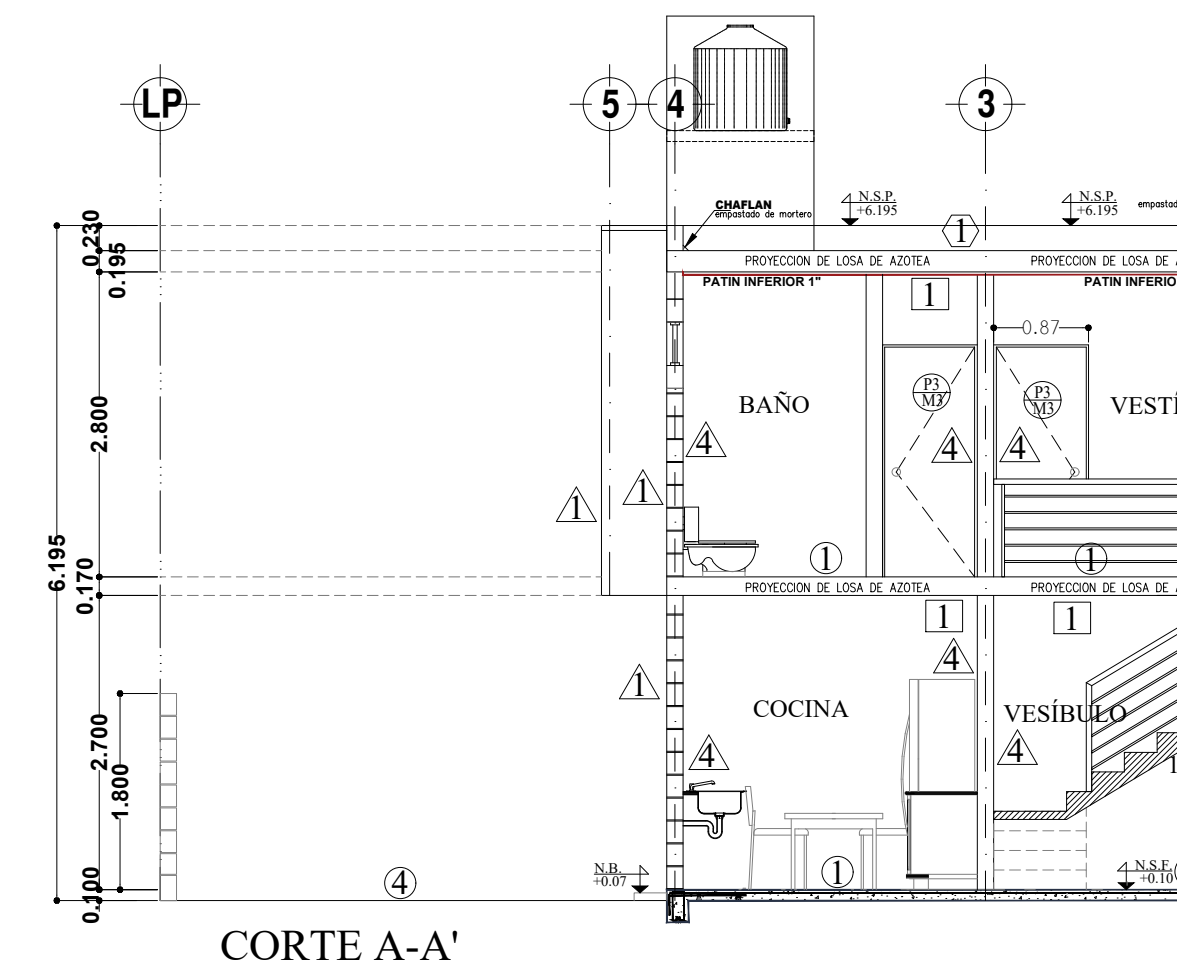 LP
5
4
3
CHAFLAN
empastado de mortero
N.S.P.
+6.195
N.S.P.
+6.195
1
PROYECCION DE LOSA DE AZOTEA
PROYECCION DE LOSA DE
PATIN INFERIOR 1"
PATIN INFERIO
1
0.230
0.195
2.800
6.195
0.170
2.700
1.800
0.100
0.87
P3
M3
P3
M3
BAÑO
VESTÍ
4
4
4
1
1
1
1
PROYECCION DE LOSA DE AZOTEA
PROYECCION DE LOSA DE
1
1
4
1
COCINA
VESÍBULO
4
4
1
N.B.
+0.07
4
1
N.S.F.
+0.10
CORTE A-A'